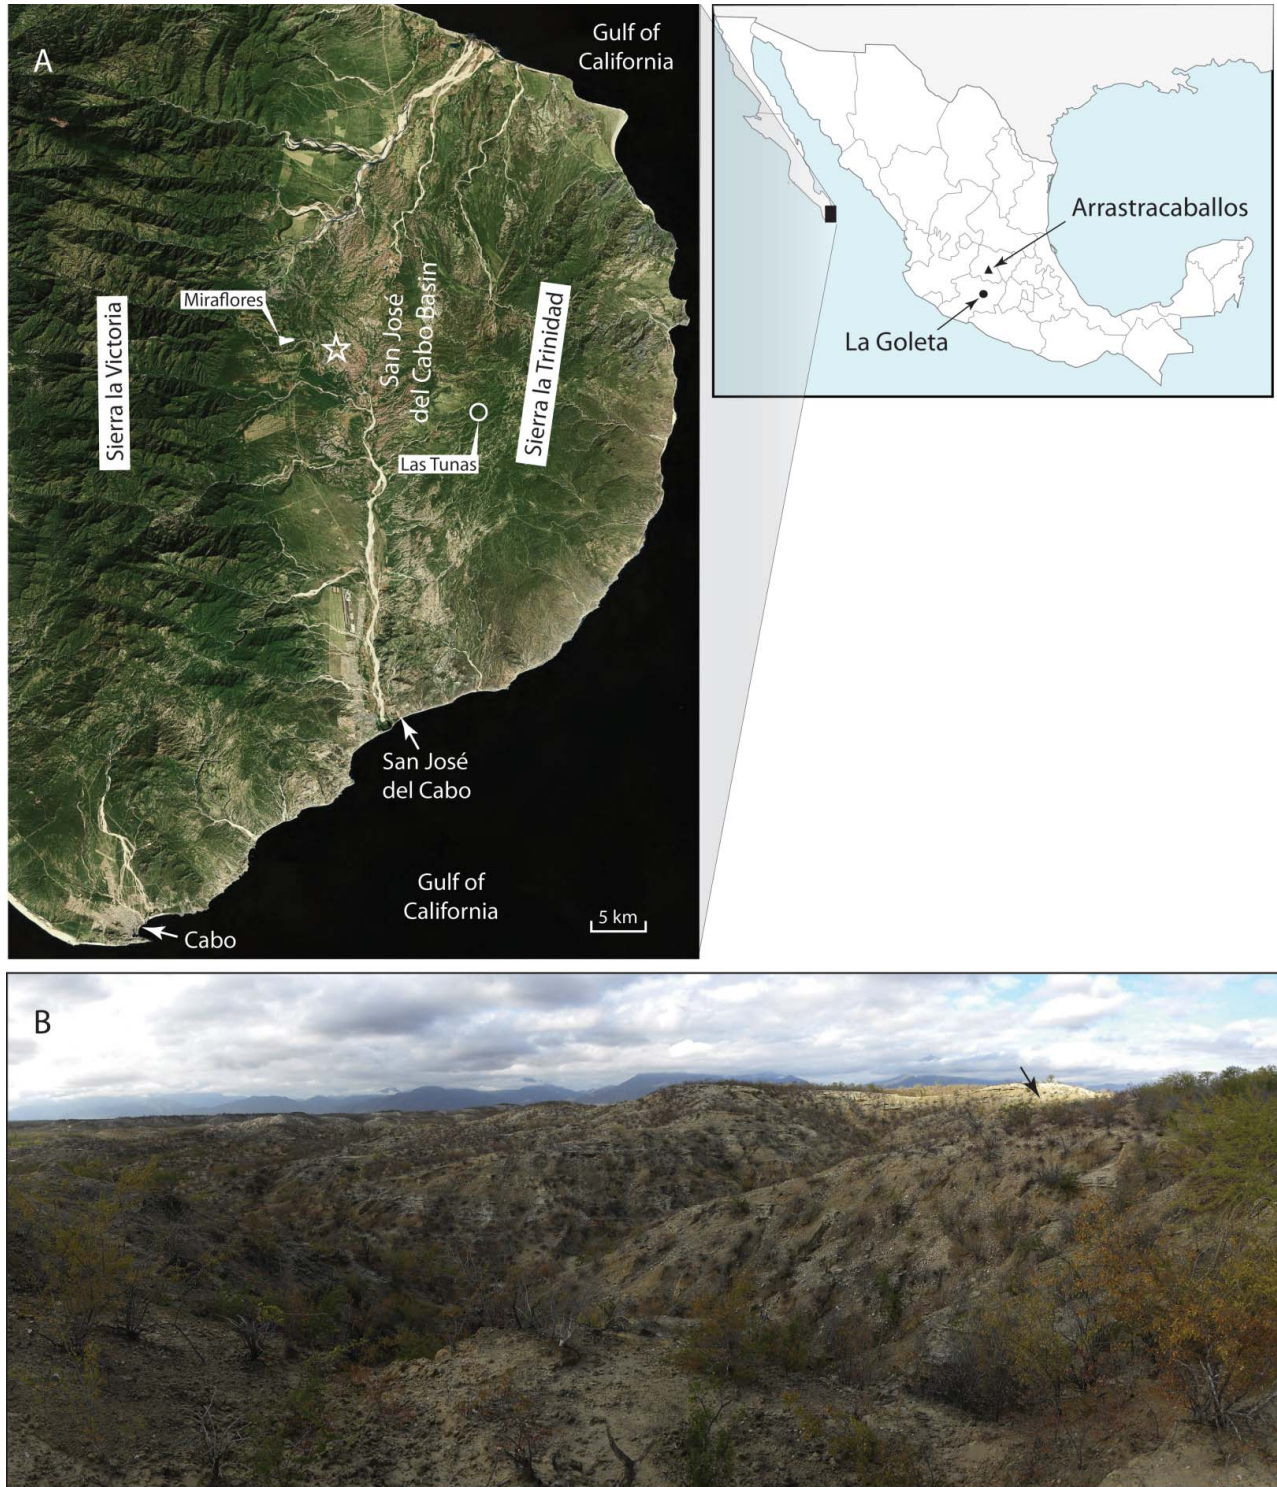 A
Gulf of
California
Arrastracaballos
La Goleta
Miraflores
Sierra la Victoria
San José
del Cabo Basin
Sierra la Trinidad
Las Tunas
San José
del Cabo
Gulf of
California
5 km
Cabo
B